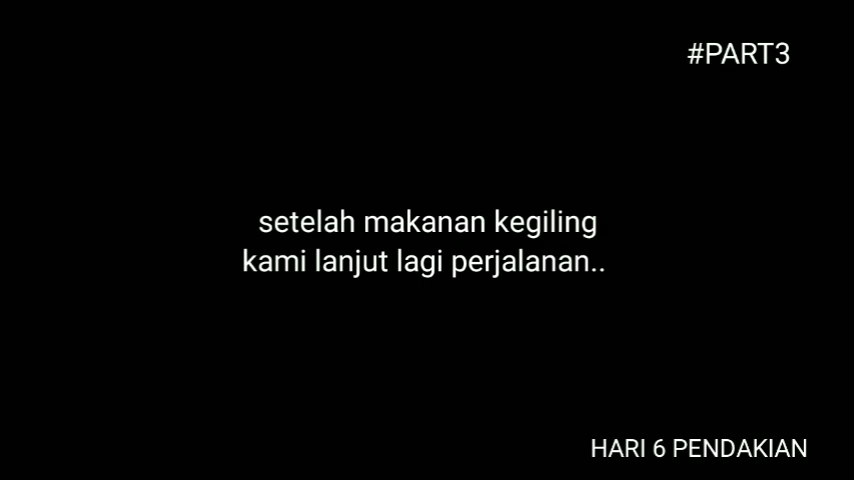 #PART3
setelah makanan kegiling
kami lanjut lagi perjalanan..
HARI 6 PENDAKIAN